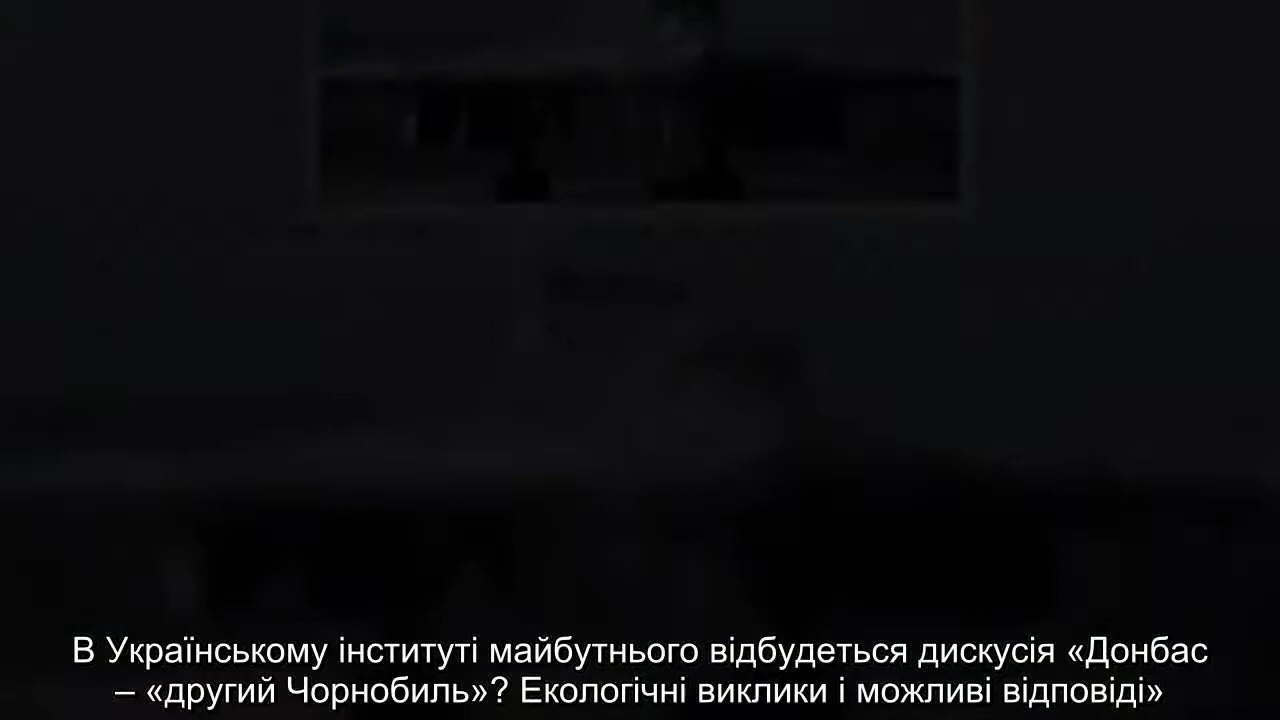 В Українському інституті майбутнього відбудеться дискусія «Донбас
– «другий Чорнобиль»? Екологічні виклики і можливі відповіді»